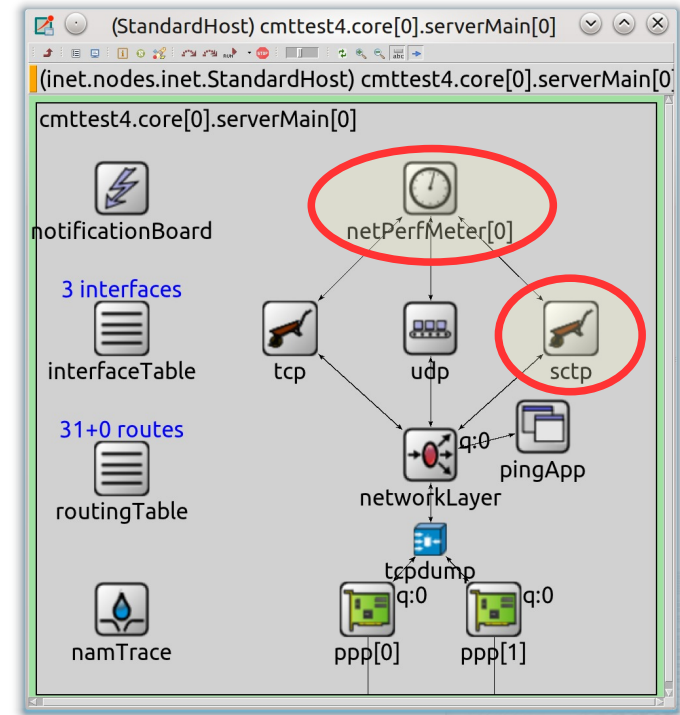 (StandardHost) cmttest4.core[0].serverMain[0]
(inet.nodes.inet.StandardHost) cmttest4.core[0].serverMain[0]
cmttest4.core[0].serverMain[0]
notificationBoard
netPerfMeter[0]
3 interfaces
interfaceTable
tcp
udp
sctp
31+0 routes
routingTable
q:0
networkLayer
pingApp
tcpdump
namTrace
q:0
ppp[0]
q:0
ppp[1]